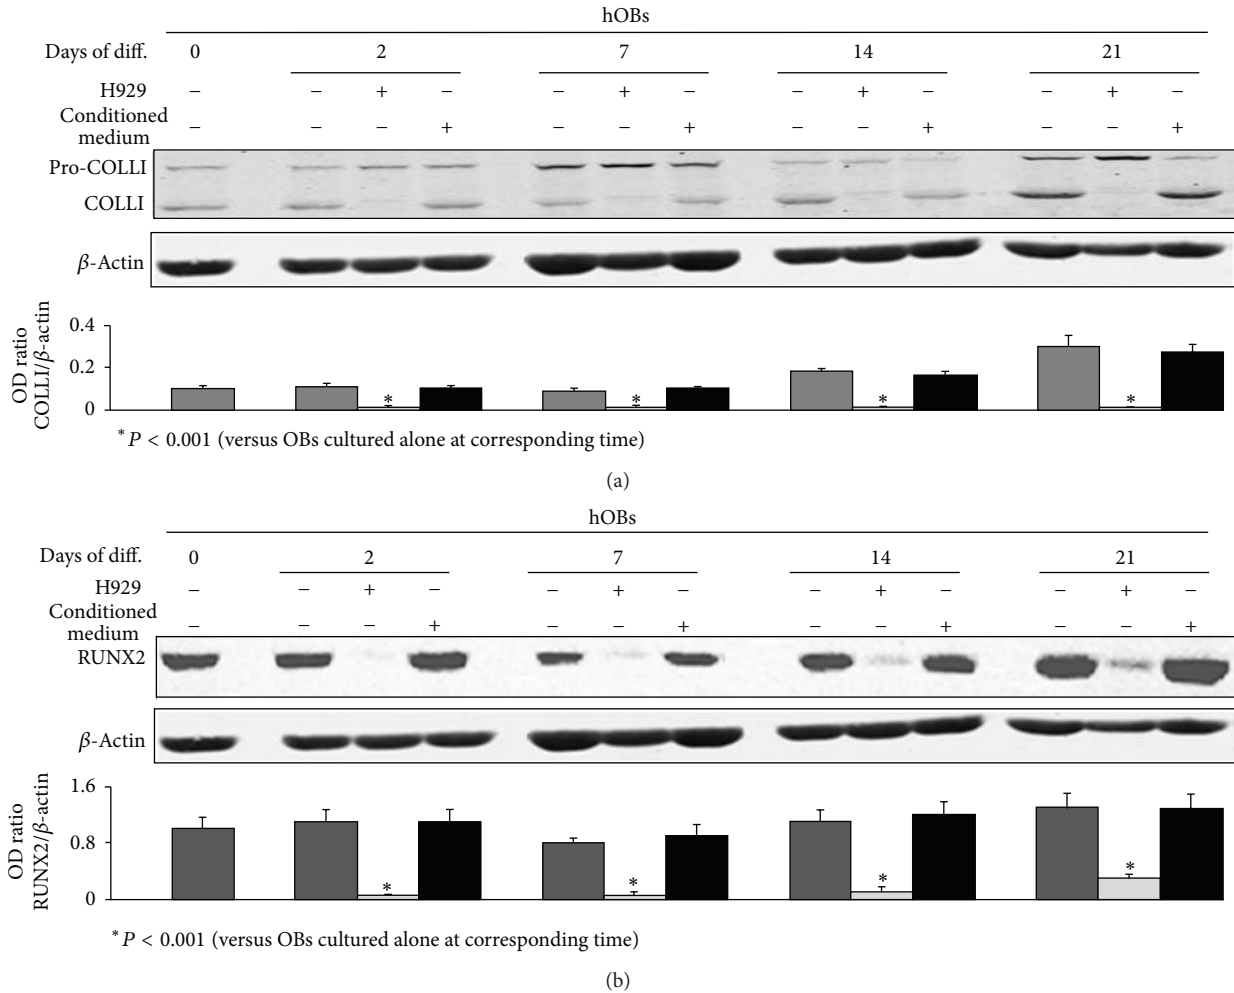 hOBs
Days of diff. 0 2 7 14 21
H929 − − + − − + − − + − − + −
Conditioned
medium − − − + − − + − − + − − +
Pro-COLLI
COLLI
β-Actin
OD ratio
COLLI/β-actin
0.4
0.2
0
* * * *
*P < 0.001 (versus OBs cultured alone at corresponding time)
(a)
hOBs
Days of diff. 0 2 7 14 21
H929 − − + − − + − − + − − + −
Conditioned
medium − − − + − − + − − + − − +
RUNX2
β-Actin
OD ratio
RUNX2/β-actin
1.6
0.8
0
* * * *
*P < 0.001 (versus OBs cultured alone at corresponding time)
(b)